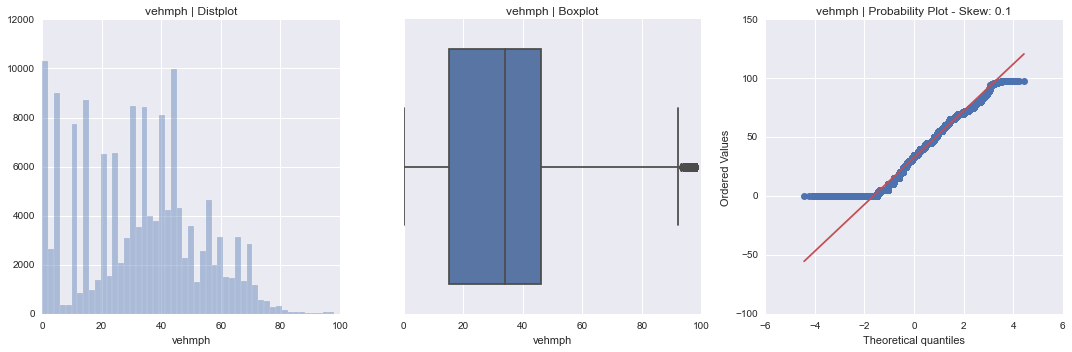 vehmph | Distplot
12000
10000
8000
6000
4000
2000
0
0 20 40 60 80 100
vehmph
vehmph | Boxplot
0 20 40 60 80 100
vehmph
vehmph | Probability Plot - Skew: 0.1
Ordered Values
150
100
50
0
−50
−100
−6 −4 −2 0 2 4 6
Theoretical quantiles